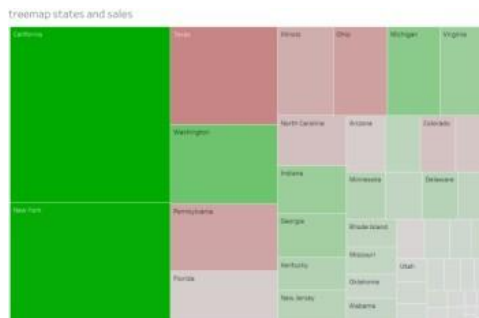 treemap states and sales
California
Texas
Illinois
Ohio
Michigan
Virginia
Washington
North Carolina
Arizona
Colorado
Indiana
Minnesota
Delaware
New York
Pennsylvania
Georgia
Rhode Island
Missouri
Kentucky
Utah
Florida
Oklahoma
New Jersey
Alabama